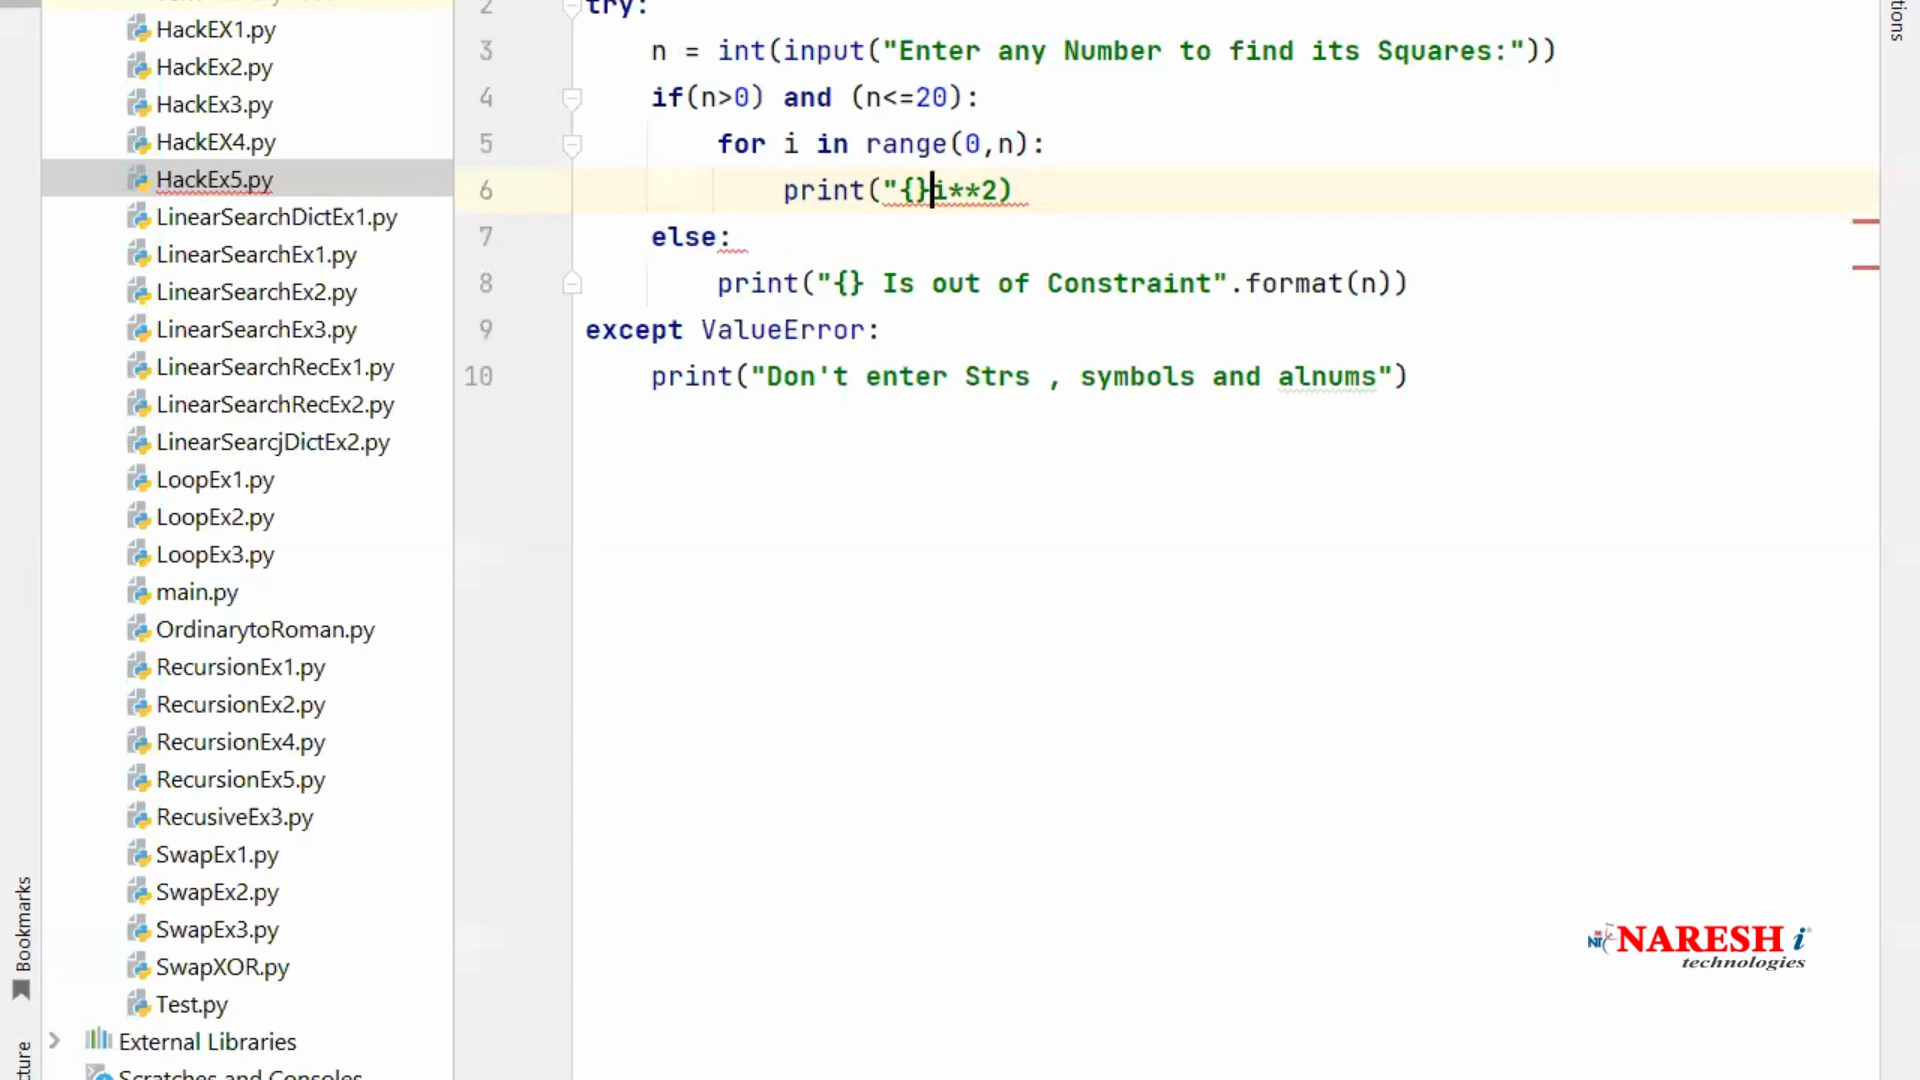 HackEX1.py
HackEx2.py
HackEx3.py
HackEX4.py
HackEx5.py
LinearSearchDictEx1.py
LinearSearchEx1.py
LinearSearchEx2.py
LinearSearchEx3.py
LinearSearchRecEx1.py
LinearSearchRecEx2.py
LinearSearcjDictEx2.py
LoopEx1.py
LoopEx2.py
LoopEx3.py
main.py
OrdinarytoRoman.py
RecursionEx1.py
RecursionEx2.py
RecursionEx4.py
RecursionEx5.py
RecusiveEx3.py
SwapEx1.py
SwapEx2.py
SwapEx3.py
SwapXOR.py
Test.py
External Libraries
Scratches and Consoles
Bookmarks
2 try:
3 n = int(input("Enter any Number to find its Squares:"))
4 if(n>0) and (n<=20):
5 for i in range(0,n):
6 print("{}i**2)
7 else:
8 print("{} Is out of Constraint".format(n))
9 except ValueError:
10 print("Don't enter Strs , symbols and alnums")
NARESH i
technologies